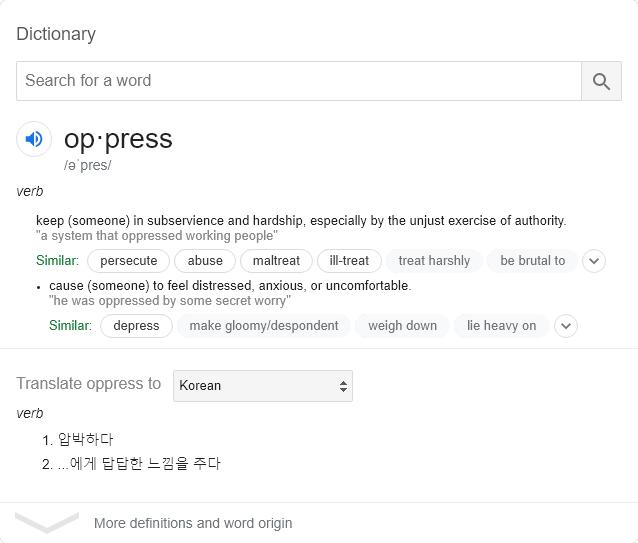 Dictionary
Search for a word
op·press
/əˈpres/
verb
keep (someone) in subservience and hardship, especially by the unjust exercise of authority.
"a system that oppressed working people"
Similar: persecute abuse maltreat ill-treat treat harshly be brutal to
• cause (someone) to feel distressed, anxious, or uncomfortable.
"he was oppressed by some secret worry"
Similar: depress make gloomy/despondent weigh down lie heavy on
Translate oppress to Korean
verb
1. 압박하다
2. ...에게 답답한 느낌을 주다
More definitions and word origin